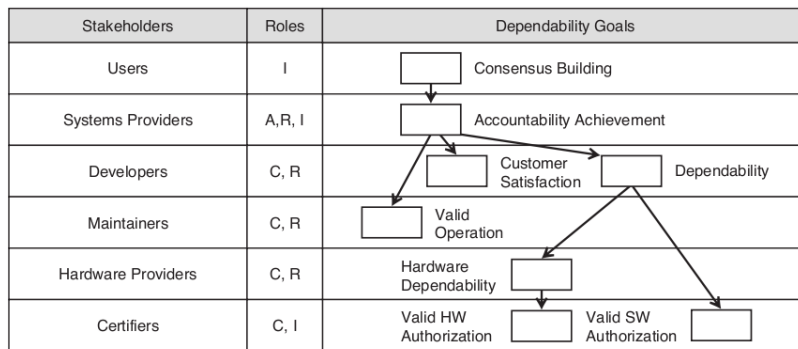 Stakeholders Roles Dependability Goals
Users I Consensus Building
Systems Providers A,R, I Accountability Achievement
Developers C, R Customer
Satisfaction Dependability
Maintainers C, R Valid
Operation
Hardware Providers C, R Hardware
Dependability
Certifiers C, I Valid HW
Authorization Valid SW
Authorization